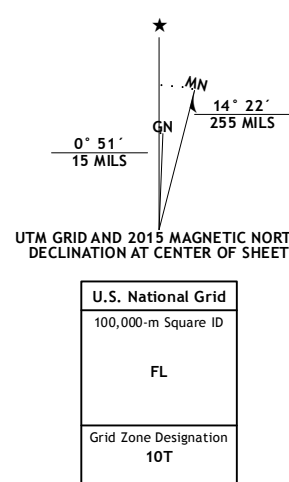 ★
MN
14° 22´
255 MILS
GN
0° 51´
15 MILS
UTM GRID AND 2015 MAGNETIC NORT
DECLINATION AT CENTER OF SHEET
U.S. National Grid
100,000-m Square ID
FL
Grid Zone Designation
10T